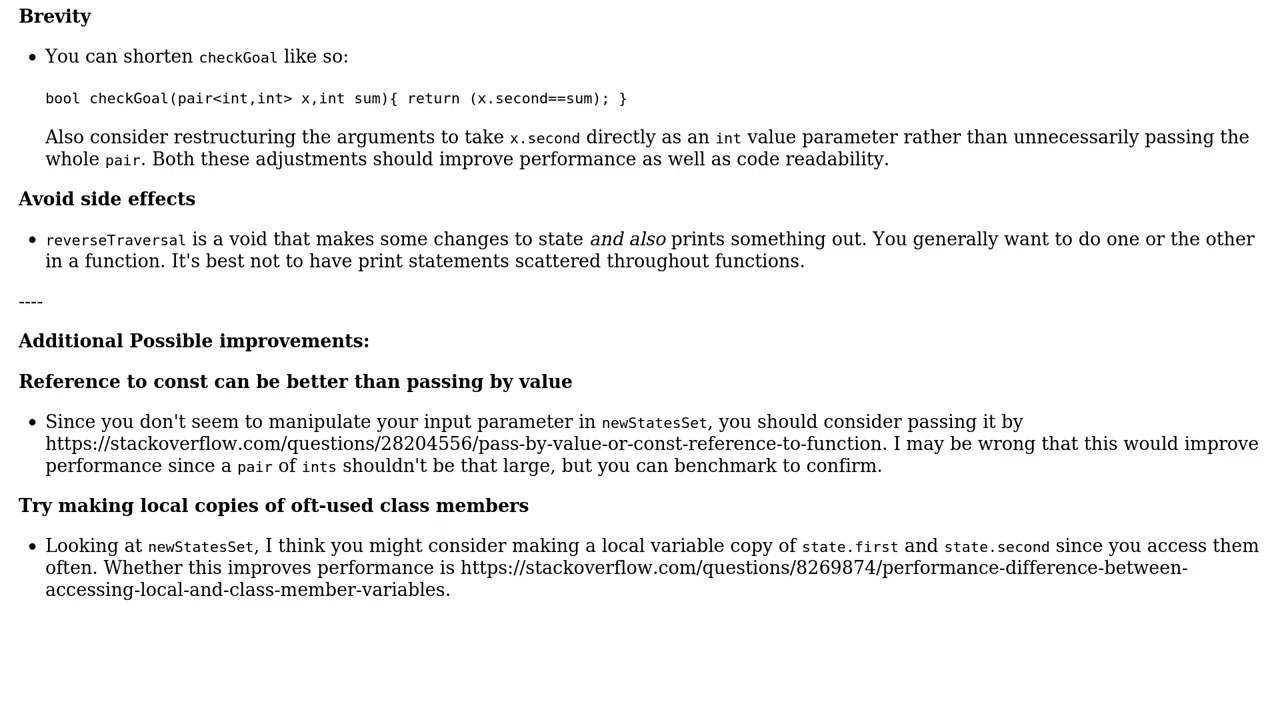 Brevity
• You can shorten checkGoal like so:
bool checkGoal(pair<int,int> x,int sum){ return (x.second==sum); }
Also consider restructuring the arguments to take x.second directly as an int value parameter rather than unnecessarily passing the
whole pair. Both these adjustments should improve performance as well as code readability.
Avoid side effects
• reverseTraversal is a void that makes some changes to state and also prints something out. You generally want to do one or the other
in a function. It's best not to have print statements scattered throughout functions.
----
Additional Possible improvements:
Reference to const can be better than passing by value
• Since you don't seem to manipulate your input parameter in newStatesSet, you should consider passing it by
https://stackoverflow.com/questions/28204556/pass-by-value-or-const-reference-to-function. I may be wrong that this would improve
performance since a pair of ints shouldn't be that large, but you can benchmark to confirm.
Try making local copies of oft-used class members
• Looking at newStatesSet, I think you might consider making a local variable copy of state.first and state.second since you access them
often. Whether this improves performance is https://stackoverflow.com/questions/8269874/performance-difference-between-
accessing-local-and-class-member-variables.